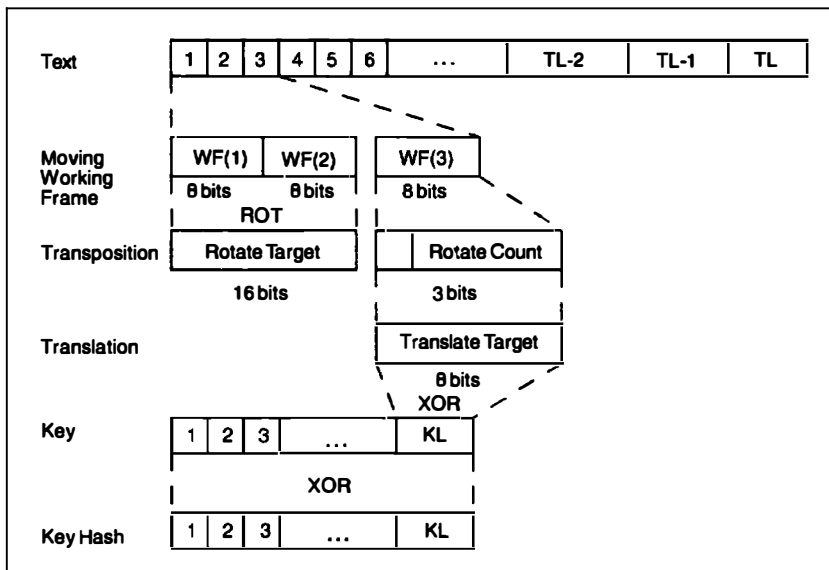 Text 1 2 3 4 5 6 ... TL-2 TL-1 TL
Moving Working Frame WF(1) WF(2) WF(3)
8 bits 8 bits 8 bits
ROT
Transposition Rotate Target Rotate Count
16 bits 3 bits
Translation Translate Target
8 bits
XOR
Key 1 2 3 ... KL
XOR
Key Hash 1 2 3 ... KL